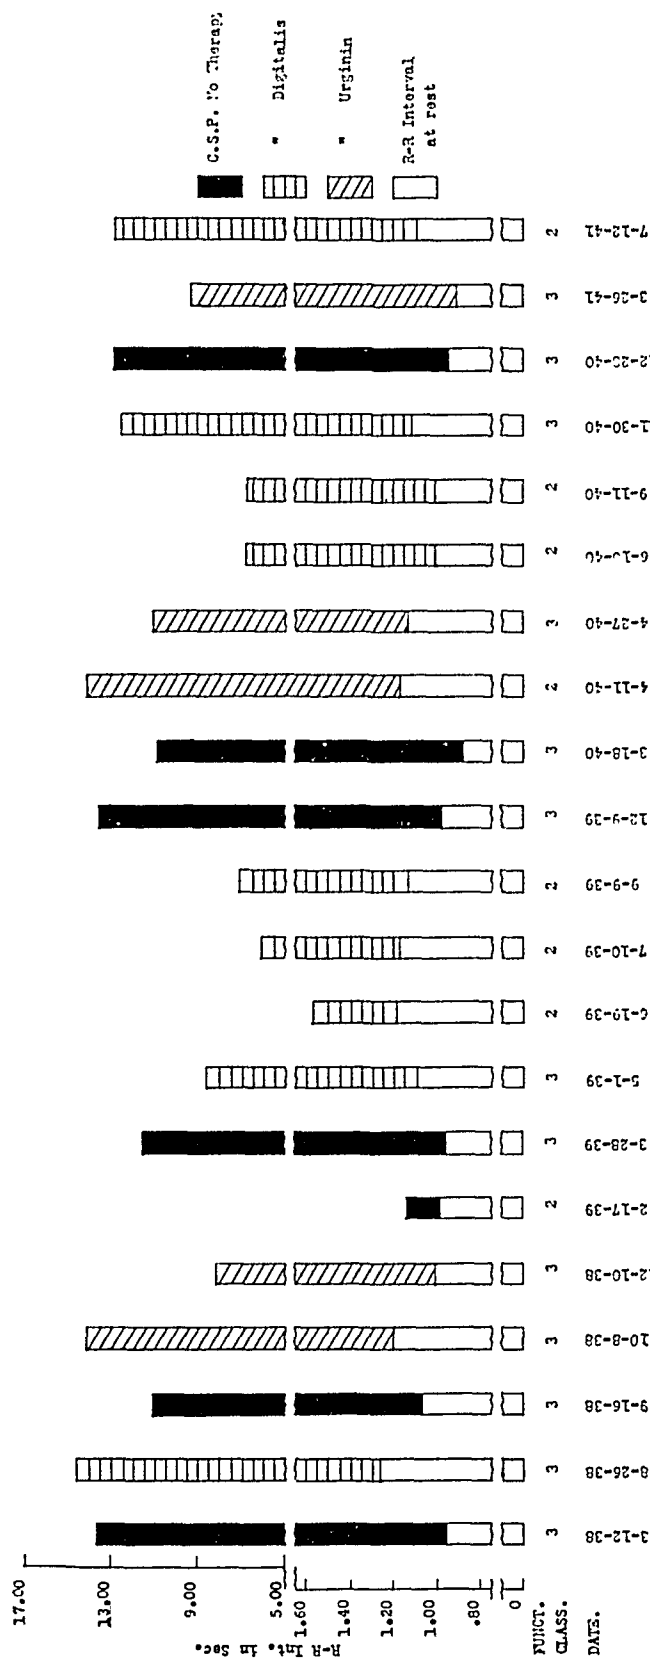 17.00
13.00
9.00
5.00
1.60
1.40
1.20
1.00
.80
0
R-R Int. in Sec.
C.S.P. No Therapy
" Digitalis
" Urginin
R-R Interval
at rest
FUNCT.
CLASS. 3 3 3 3 3 2 3 3 2 2 2 3 3 2 3 2 2 3 3 3 2
DATE. 3-12-38 8-26-38 9-16-38 10-8-38 2-10-38 2-17-39 3-28-39 5-1-39 6-19-39 7-10-39 9-9-39 12-9-39 3-18-40 4-11-40 4-27-40 9-11-40 1-30-40 3-26-41 7-12-41